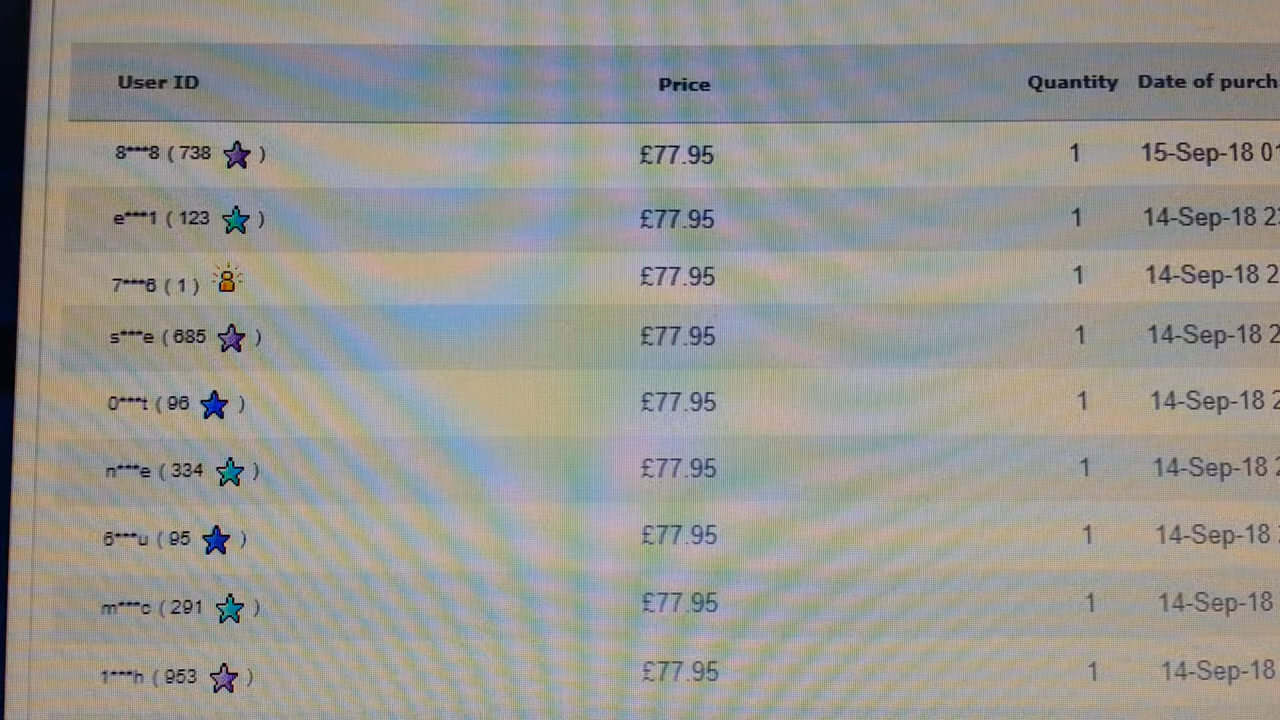 User ID Price Quantity Date of purch
8***8 ( 738 ) £77.95 1 15-Sep-18 01
e***1 ( 123 ) £77.95 1 14-Sep-18 2
7***6 ( 1 ) £77.95 1 14-Sep-18 2
s***e ( 685 ) £77.95 1 14-Sep-18 2
0***t ( 96 ) £77.95 1 14-Sep-18 2
n***e ( 334 ) £77.95 1 14-Sep-18
6***u ( 95 ) £77.95 1 14-Sep-18
m***c ( 291 ) £77.95 1 14-Sep-18
1***h ( 953 ) £77.95 1 14-Sep-18